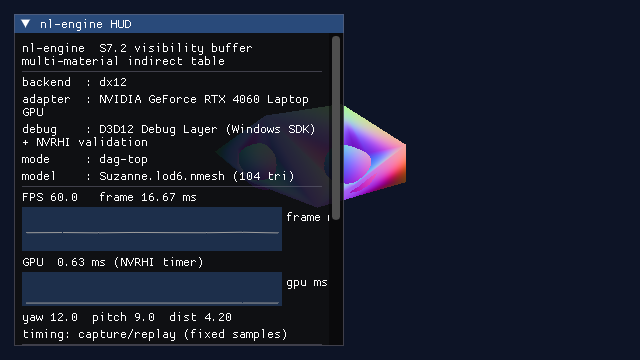 nl-engine HUD
nl-engine  S7.2 visibility buffer
multi-material indirect table
backend  : dx12
adapter  : NVIDIA GeForce RTX 4060 Laptop
GPU
debug    : D3D12 Debug Layer (Windows SDK)
+ NVRHI validation
mode     : dag-top
model    : Suzanne.lod6.nmesh (104 tri)
FPS 60.0   frame 16.67 ms
frame
GPU  0.63 ms (NVRHI timer)
gpu ms
yaw 12.0  pitch 9.0  dist 4.20
timing: capture/replay (fixed samples)